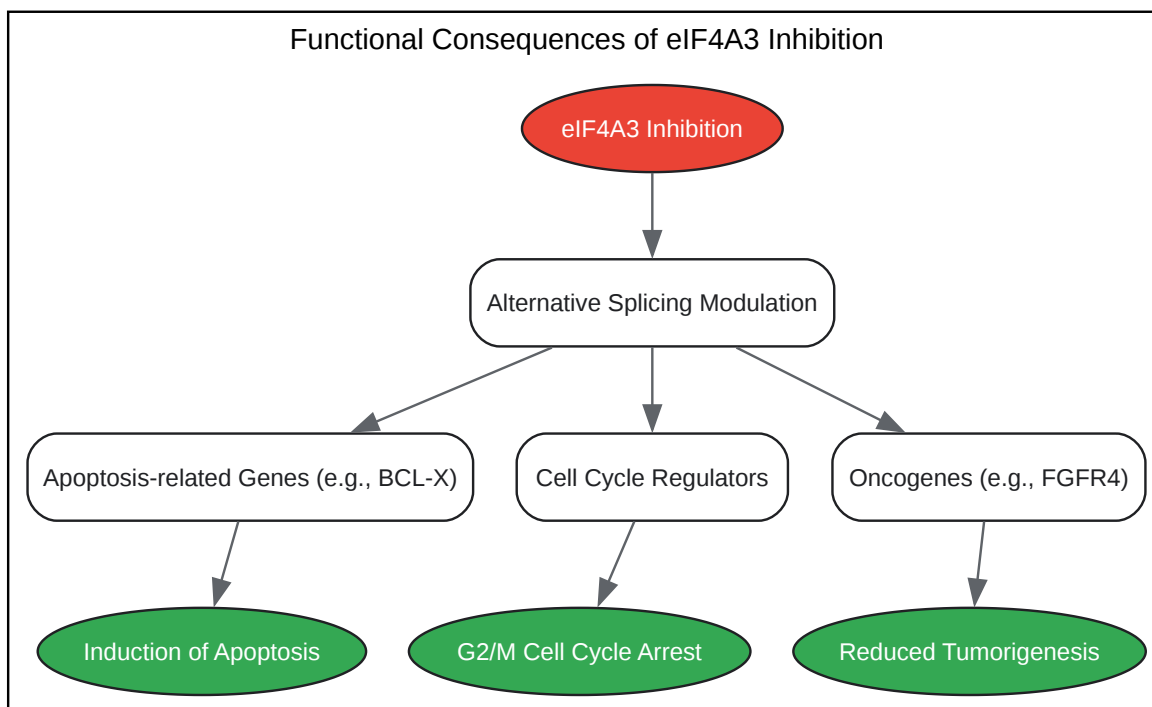 Functional Consequences of eIF4A3 Inhibition
eIF4A3 Inhibition
Alternative Splicing Modulation
Apoptosis-related Genes (e.g., BCL-X)
Cell Cycle Regulators
Oncogenes (e.g., FGFR4)
Induction of Apoptosis
G2/M Cell Cycle Arrest
Reduced Tumorigenesis